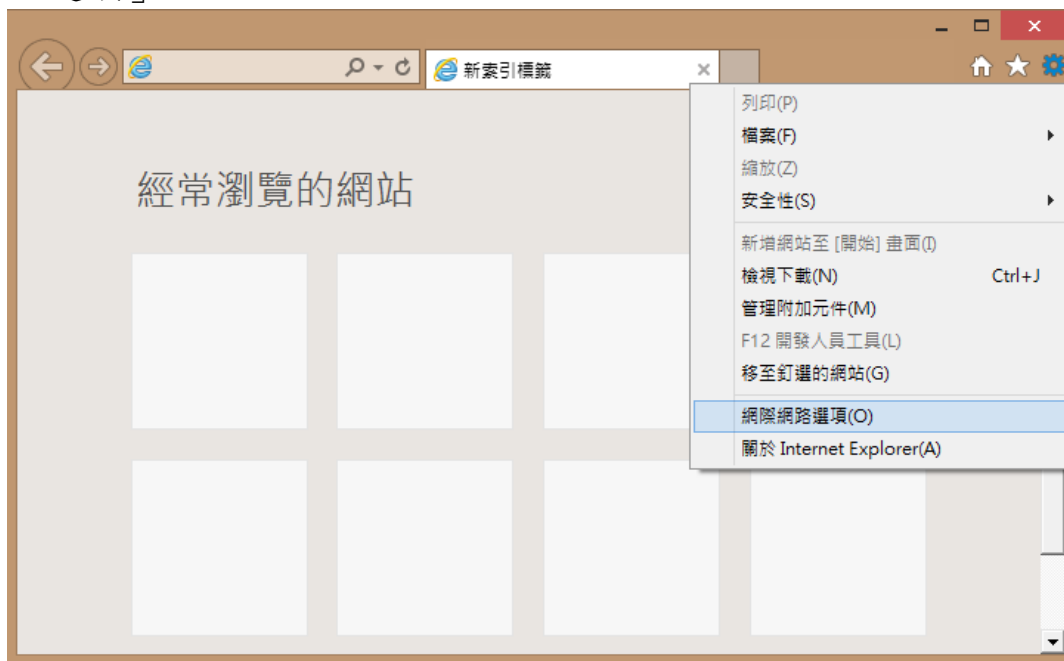 新索引標籤
經常瀏覽的網站
列印(P)
檔案(F)
縮放(Z)
安全性(S)
新增網站至 [開始] 畫面(I)
檢視下載(N) Ctrl+J
管理附加元件(M)
F12 開發人員工具(L)
移至釘選的網站(G)
網際網路選項(O)
關於 Internet Explorer(A)